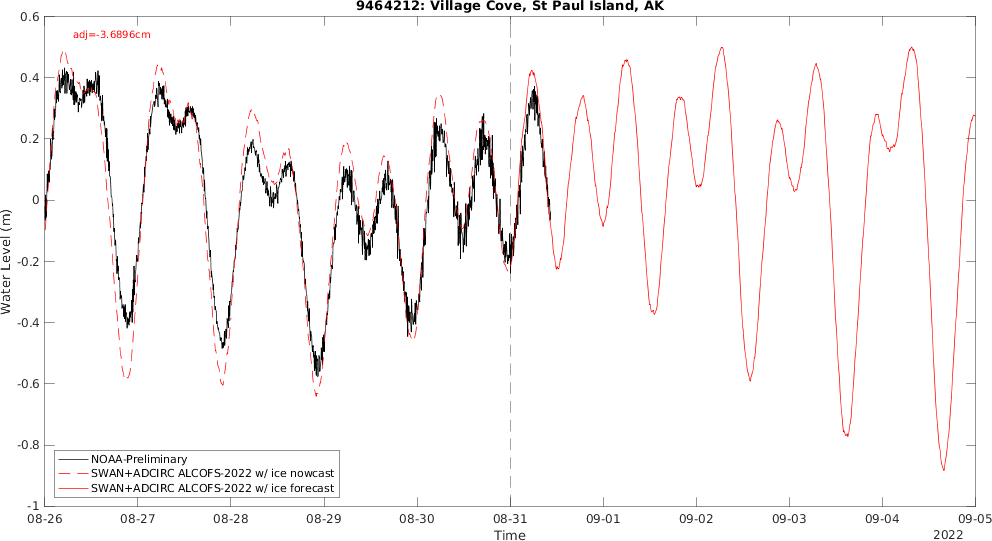 9464212: Village Cove, St Paul Island, AK
adj=-3.6896cm
Water Level (m)
0.6
0.4
0.2
0
-0.2
-0.4
-0.6
-0.8
-1
NOAA-Preliminary
SWAN+ADCIRC ALCOFS-2022 w/ ice nowcast
SWAN+ADCIRC ALCOFS-2022 w/ ice forecast
08-26 08-27 08-28 08-29 08-30 08-31 09-01 09-02 09-03 09-04 09-05
Time
2022